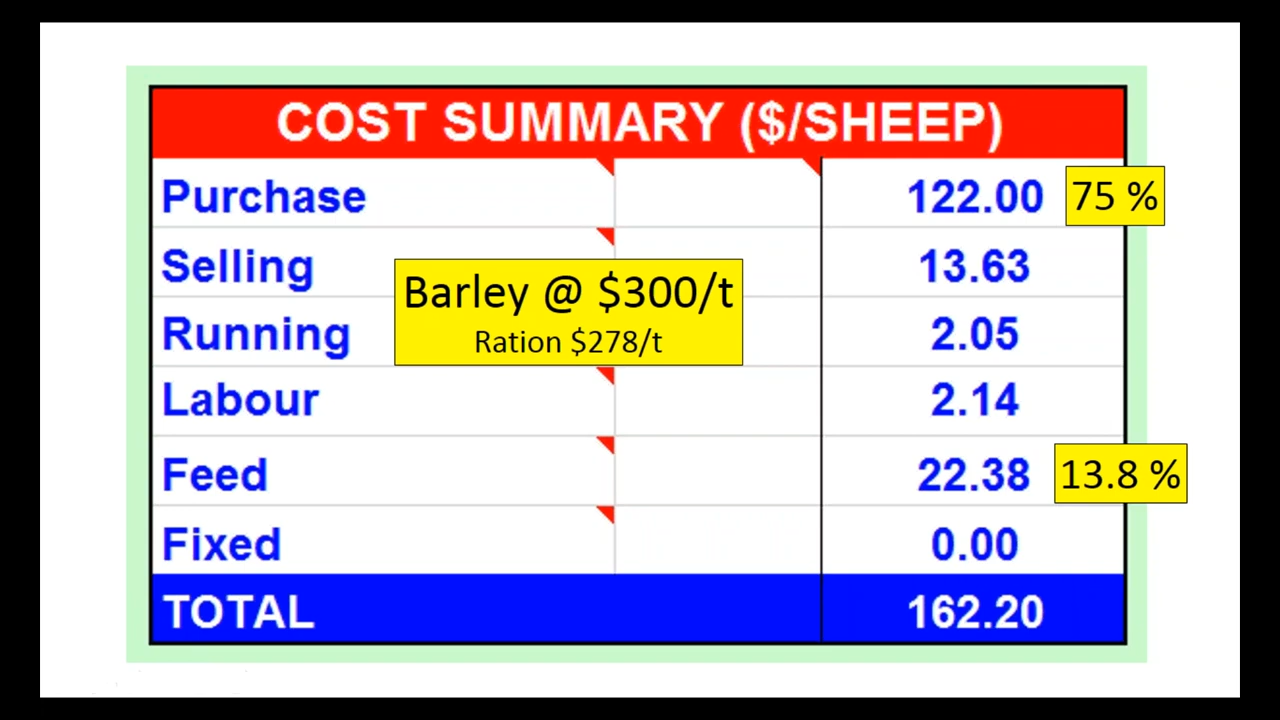 COST SUMMARY ($/SHEEP)
Purchase 122.00 75 %
Selling 13.63
Barley @ $300/t
Running 2.05
Ration $278/t
Labour 2.14
Feed 22.38 13.8 %
Fixed 0.00
TOTAL 162.20